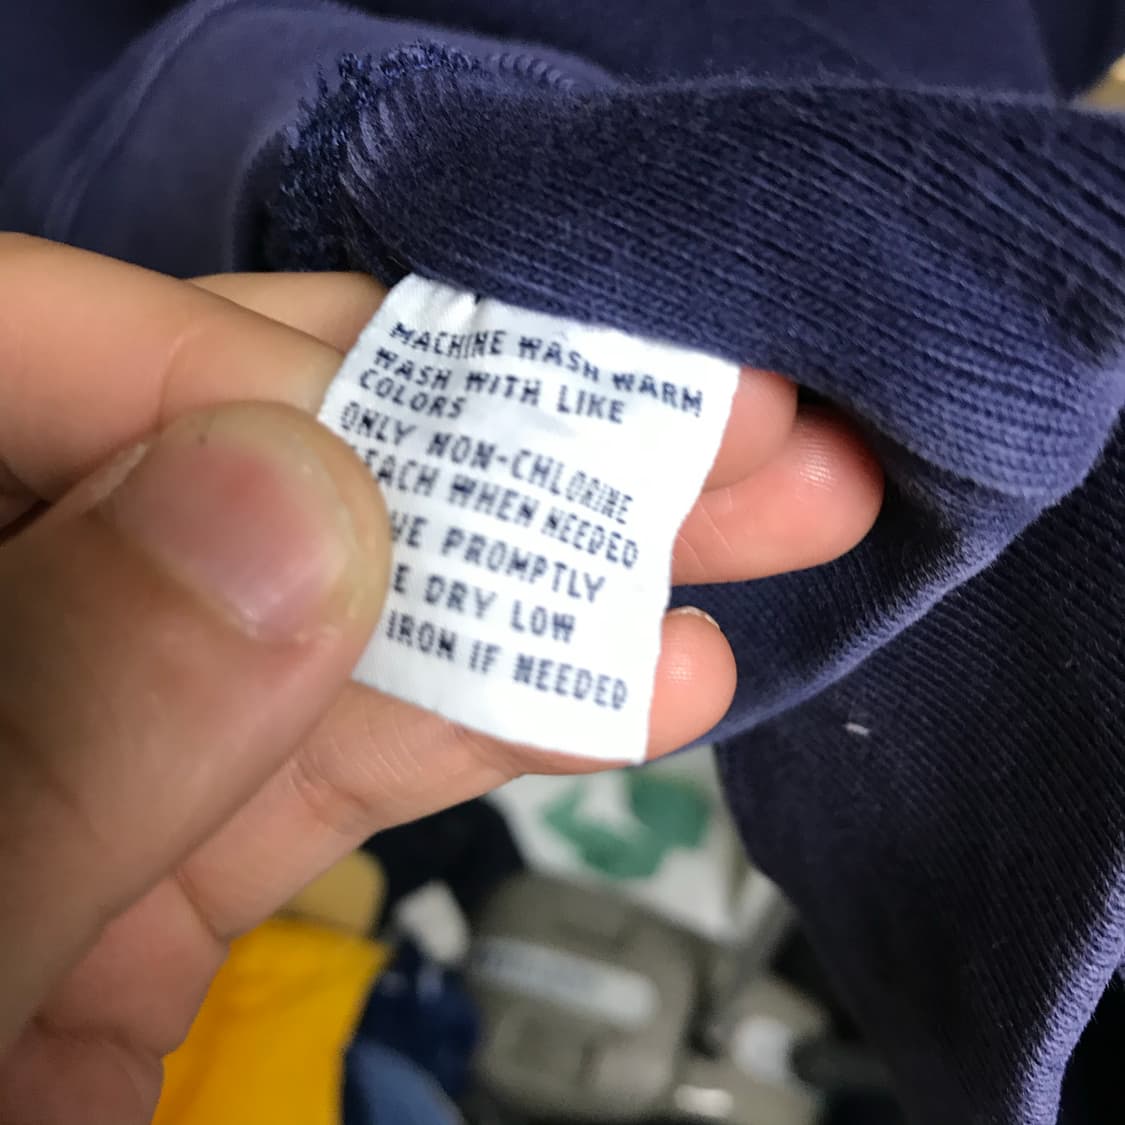 MACHINE WASH WARM
WASH WITH LIKE
COLORS
ONLY NON-CHLORINE
EACH WHEN NEEDED
VE PROMPTLY
E DRY LOW
IRON IF NEEDED